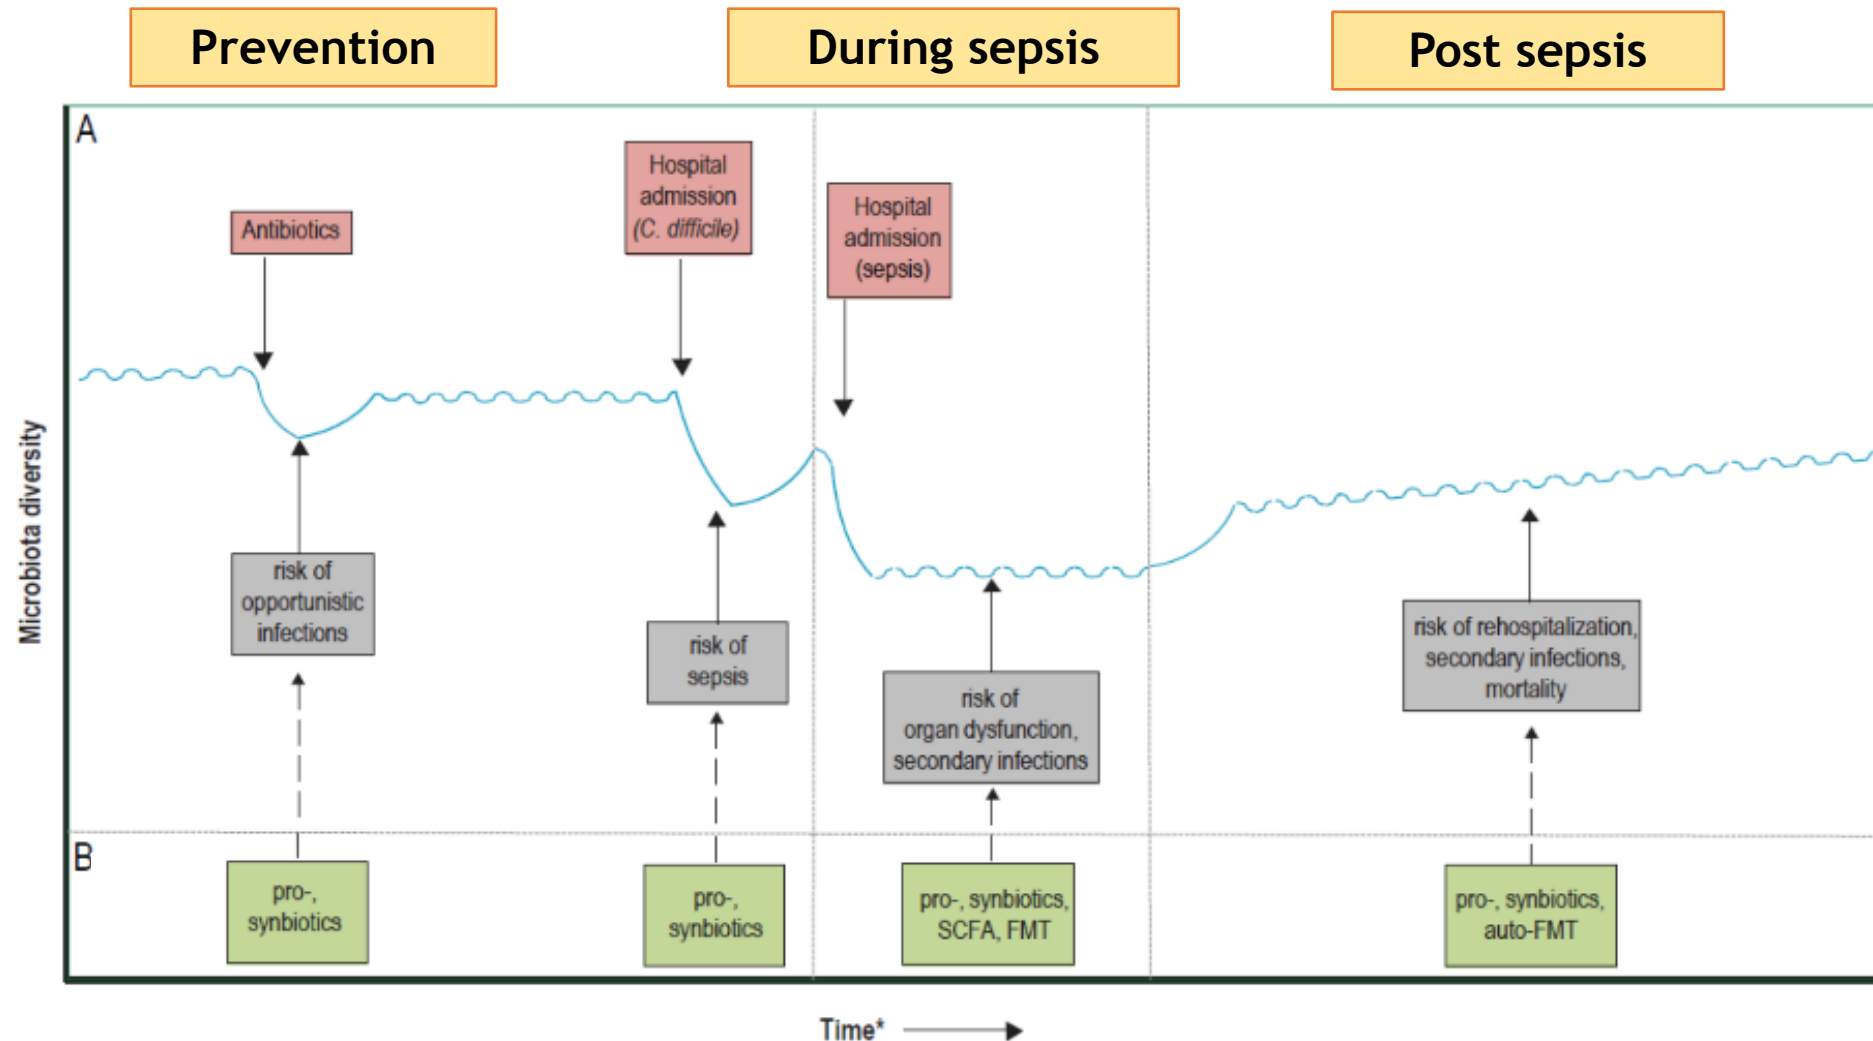 Prevention
During sepsis
Post sepsis
A
Antibiotics
Hospital
admission
(C. difficile)
Hospital
admission
(sepsis)
Microbiota diversity
risk of
opportunistic
infections
risk of
sepsis
risk of
organ dysfunction,
secondary infections
risk of rehospitalization,
secondary infections,
mortality
B
pro-,
synbiotics
pro-,
synbiotics
pro-, synbiotics,
SCFA, FMT
pro-, synbiotics,
auto-FMT
Time*